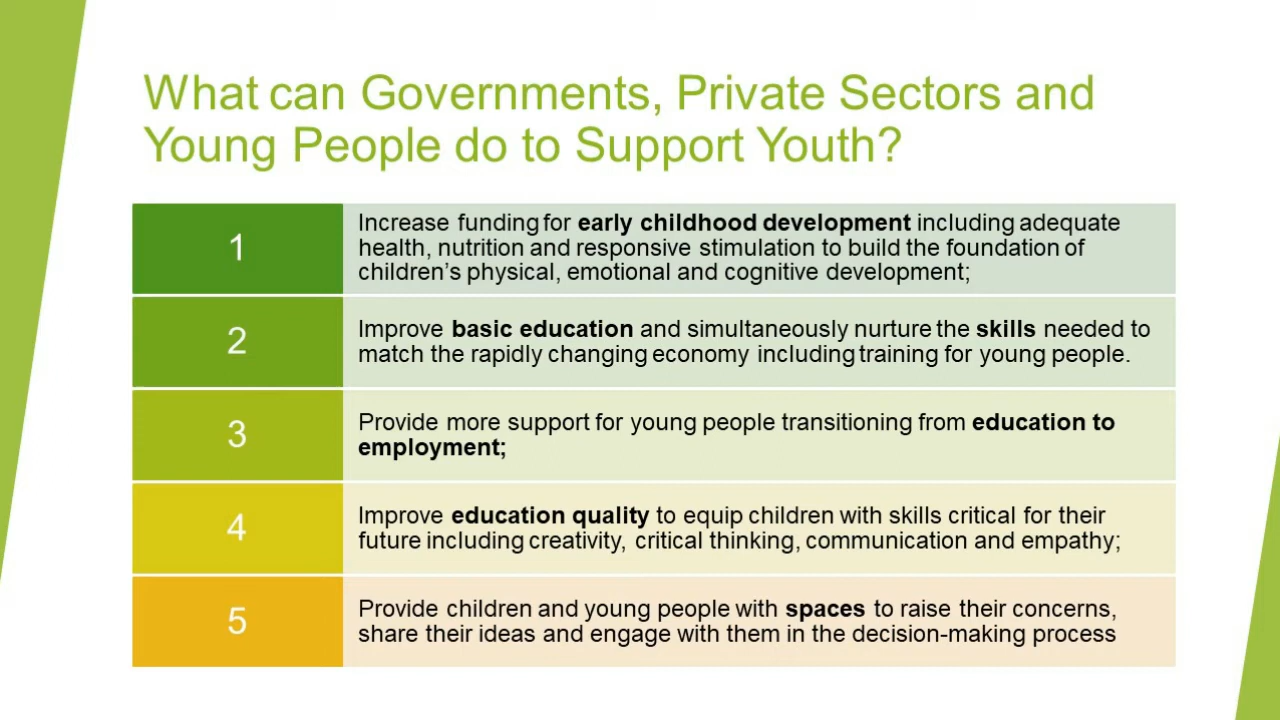 What can Governments, Private Sectors and
Young People do to Support Youth?
1
Increase funding for early childhood development including adequate
health, nutrition and responsive stimulation to build the foundation of
children’s physical, emotional and cognitive development;
2
Improve basic education and simultaneously nurture the skills needed to
match the rapidly changing economy including training for young people.
3
Provide more support for young people transitioning from education to
employment;
4
Improve education quality to equip children with skills critical for their
future including creativity, critical thinking, communication and empathy;
5
Provide children and young people with spaces to raise their concerns,
share their ideas and engage with them in the decision-making process